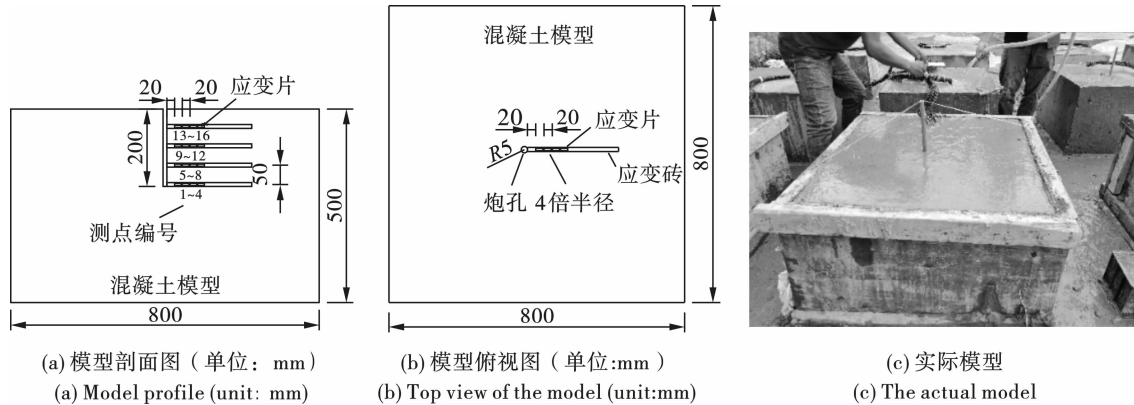 20 20 应变片
13~16
9~12
5~8
1~4
200
50
500
测点编号
混凝土模型
800
混凝土模型
20 20 应变片
R5
应变砖
炮孔 4倍半径
800
800
(a) 模型剖面图（单位：mm）
(a) Model profile (unit: mm)
(b) 模型俯视图（单位:mm）
(b) Top view of the model (unit:mm)
(c) 实际模型
(c) The actual model